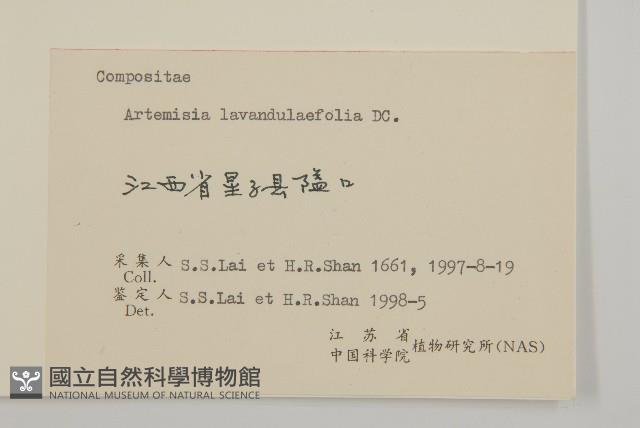 Compositae
Artemisia lavandulaefolia DC.
江西省星子县隘口
采集人 S.S.Lai et H.R.Shan 1661, 1997-8-19
Coll.
鉴定人 S.S.Lai et H.R.Shan 1998-5
Det.
江苏省
中国科学院 植物研究所(NAS)
國立自然科學博物館
NATIONAL MUSEUM OF NATURAL SCIENCE